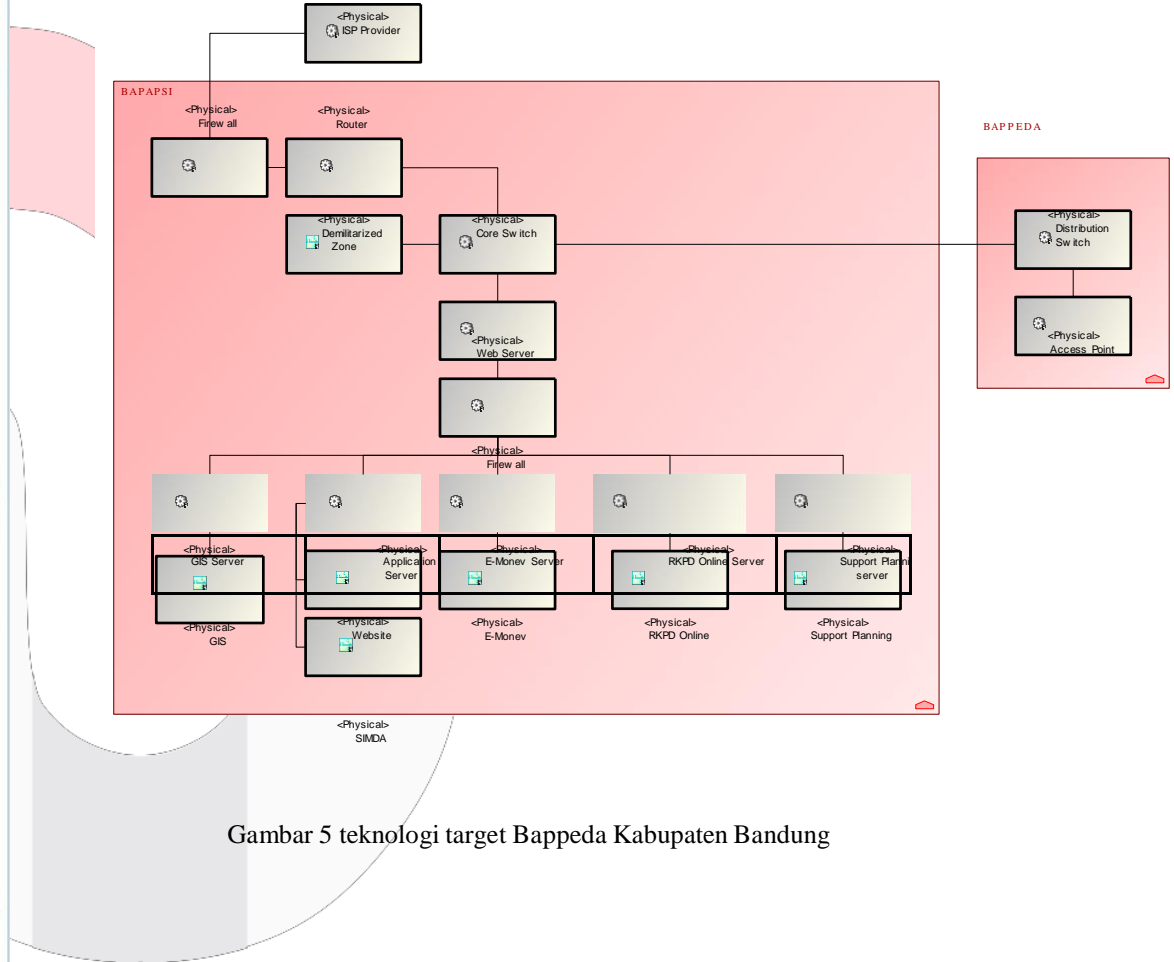 <Physical>
ISP Provider
BAPAPSI
<Physical>
Firew all
<Physical>
Router
BAPPEDA
<Physical>
Demilitarized
Zone
<Physical>
Core Sw itch
<Physical>
Distribution
Sw itch
<Physical>
Web Server
<Physical>
Access Point
<Physical>
Firew all
<Physical>
GIS Server
<Physical>
Application
Server
<Physical>
E-Monev Server
<Physical>
RKPD Online Server
<Physical>
Support Planni
server
<Physical>
GIS
<Physical>
Website
<Physical>
E-Monev
<Physical>
RKPD Online
<Physical>
Support Planning
<Physical>
SIMDA
Gambar 5 teknologi target Bappeda Kabupaten Bandung